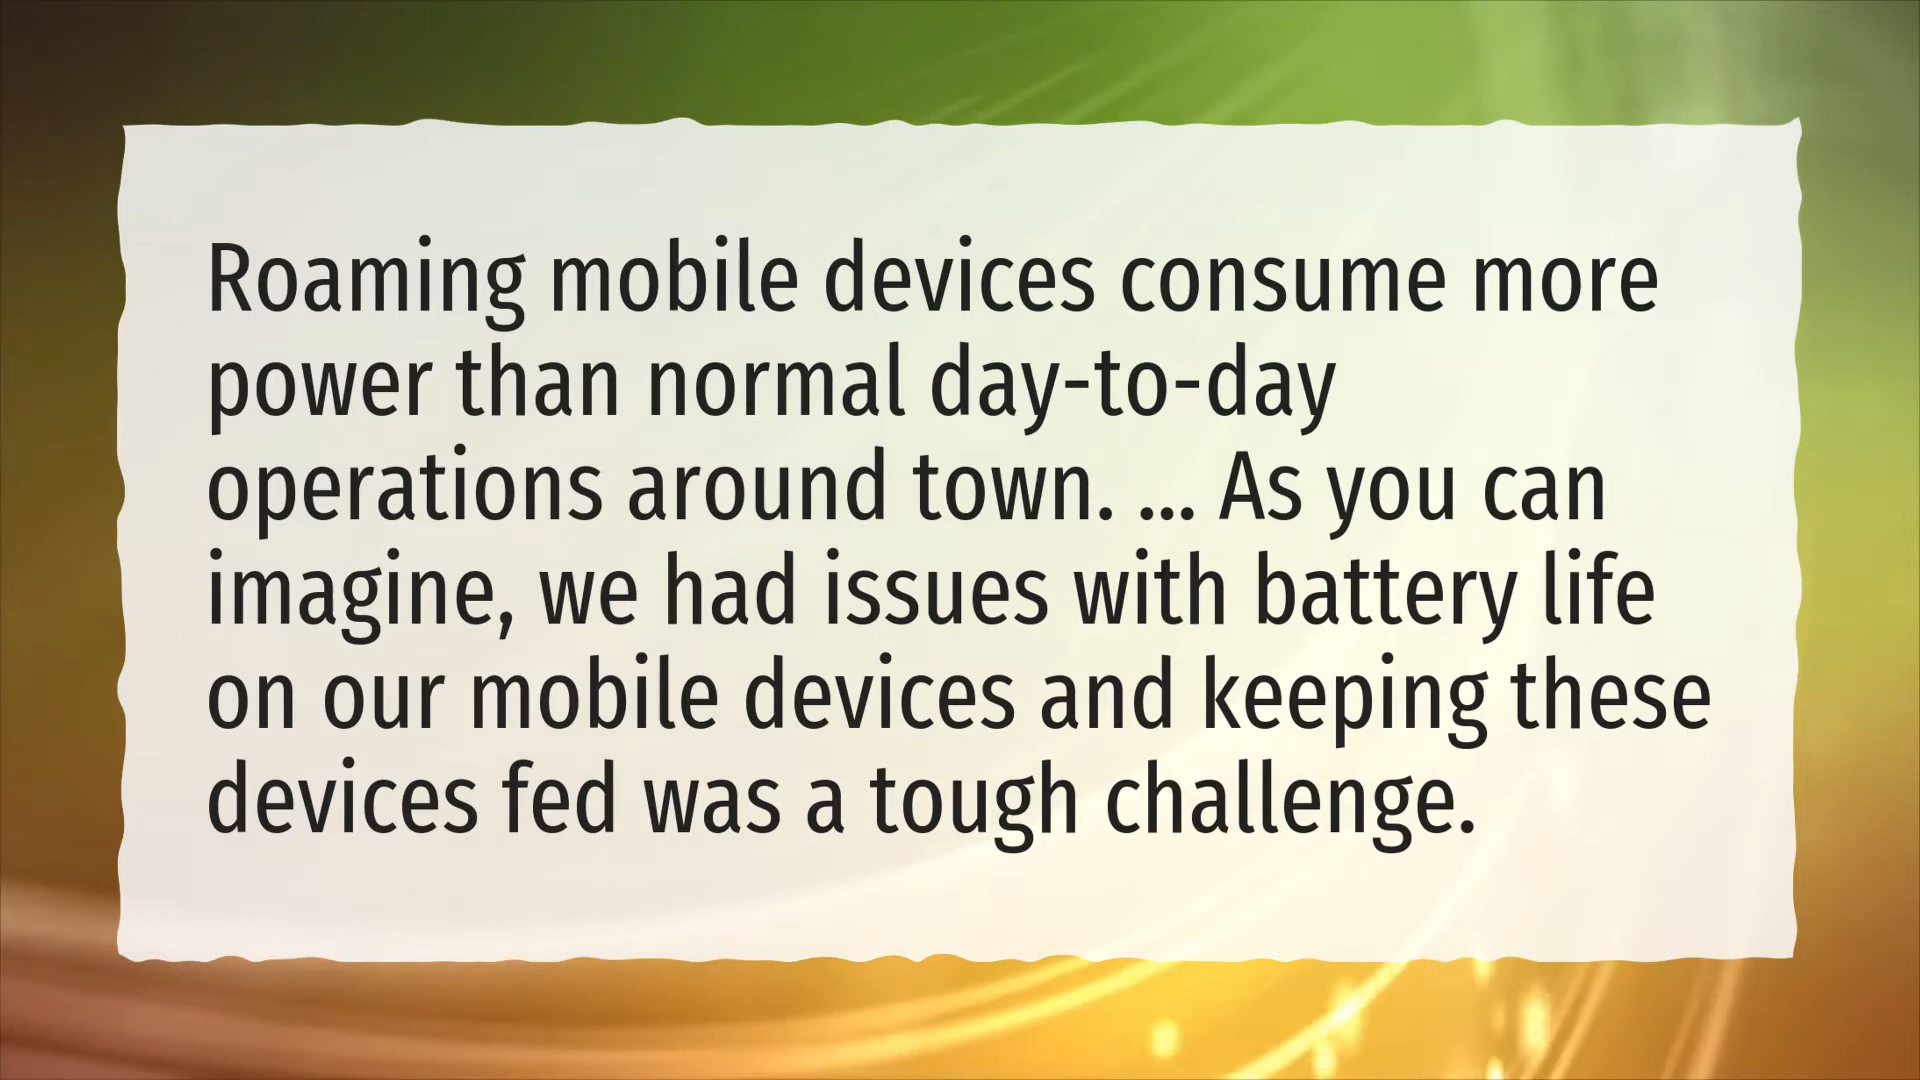 Roaming mobile devices consume more
power than normal day-to-day
operations around town. ... As you can
imagine, we had issues with battery life
on our mobile devices and keeping these
devices fed was a tough challenge.